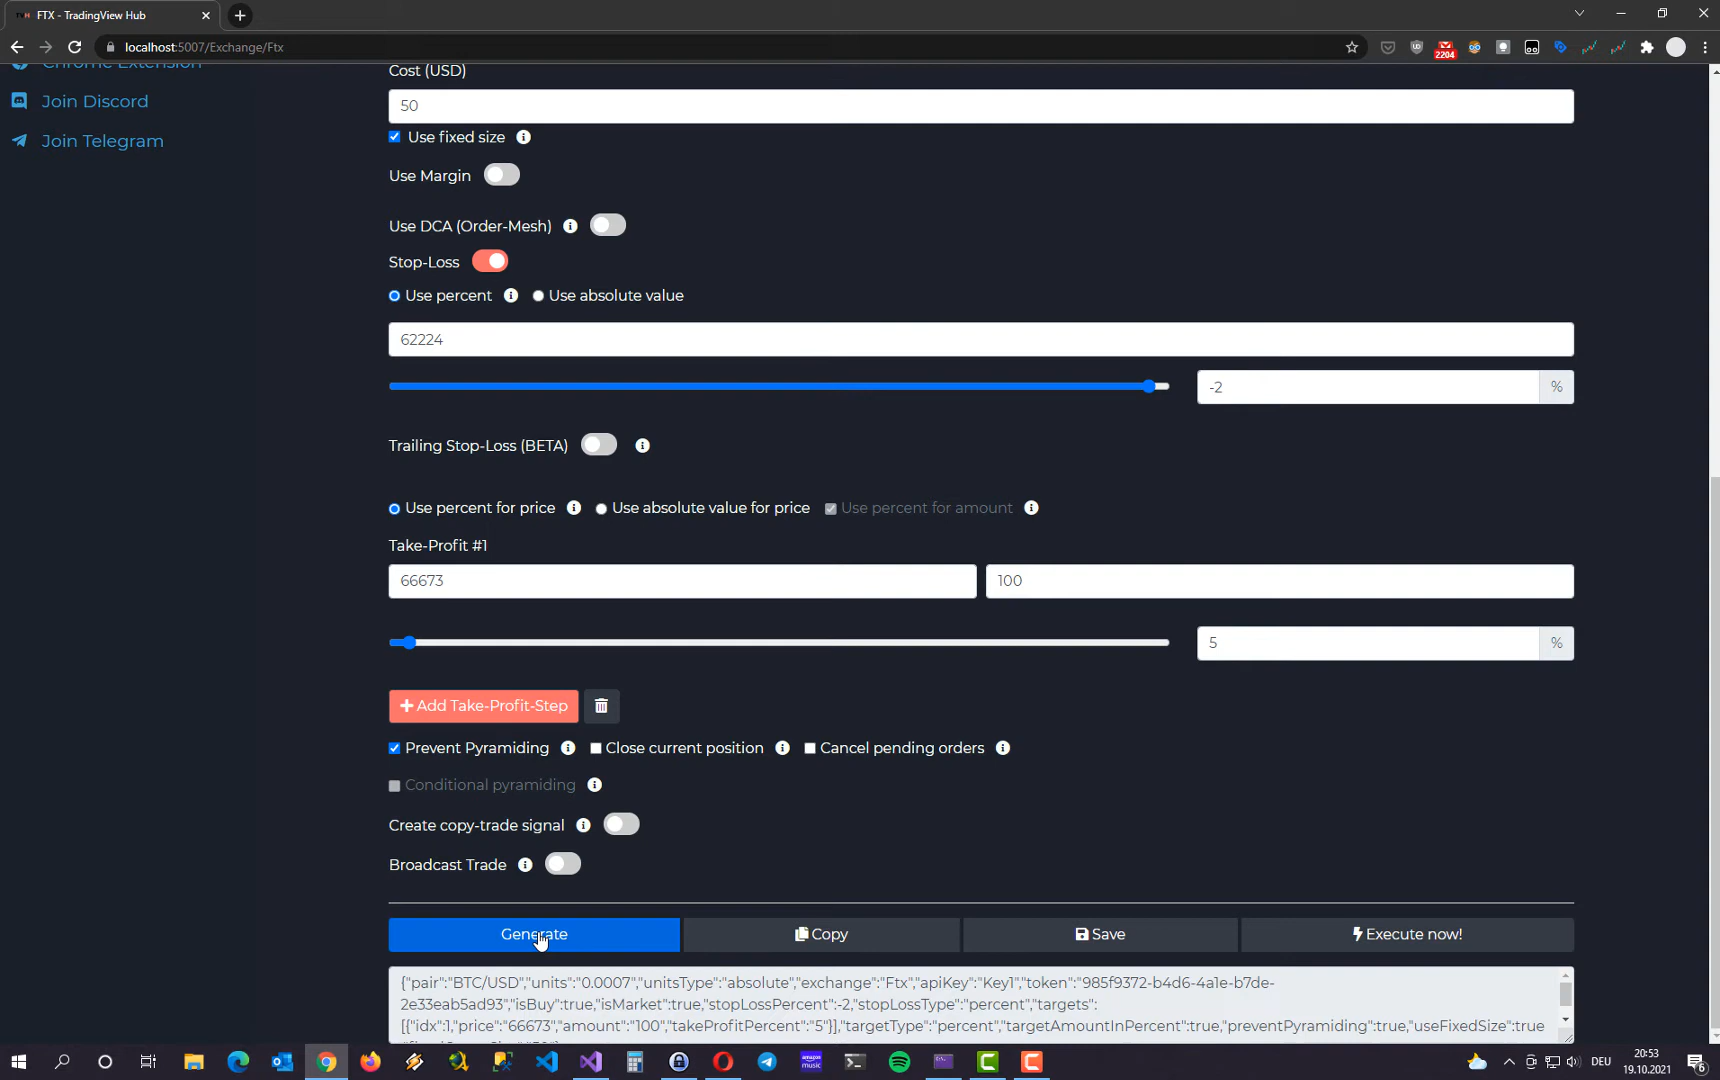 FTX - TradingView Hub
localhost:5007/Exchange/Ftx
2204
Chrome Extension
Join Discord
Join Telegram
Cost (USD)
50
Use fixed size
Use Margin
Use DCA (Order-Mesh)
Stop-Loss
Use percent Use absolute value
62224
-2 %
Trailing Stop-Loss (BETA)
Use percent for price Use absolute value for price Use percent for amount
Take-Profit #1
66673 100
5 %
Add Take-Profit-Step
Prevent Pyramiding Close current position Cancel pending orders
Conditional pyramiding
Create copy-trade signal
Broadcast Trade
Generate Copy Save Execute now!
{"pair":"BTC/USD","units":"0.0007","unitsType":"absolute","exchange":"Ftx","apiKey":"Key1","token":"985f9372-b4d6-4a1e-b7de-
2e33eab5ad93","isBuy":true,"isMarket":true,"stopLossPercent":-2,"stopLossType":"percent","targets":
[{"idx":1,"price":"66673","amount":"100","takeProfitPercent":"5"}],"targetType":"percent","targetAmountInPercent":true,"preventPyramiding":true,"useFixedSize":true
DEU
20:53
19.10.2021
6